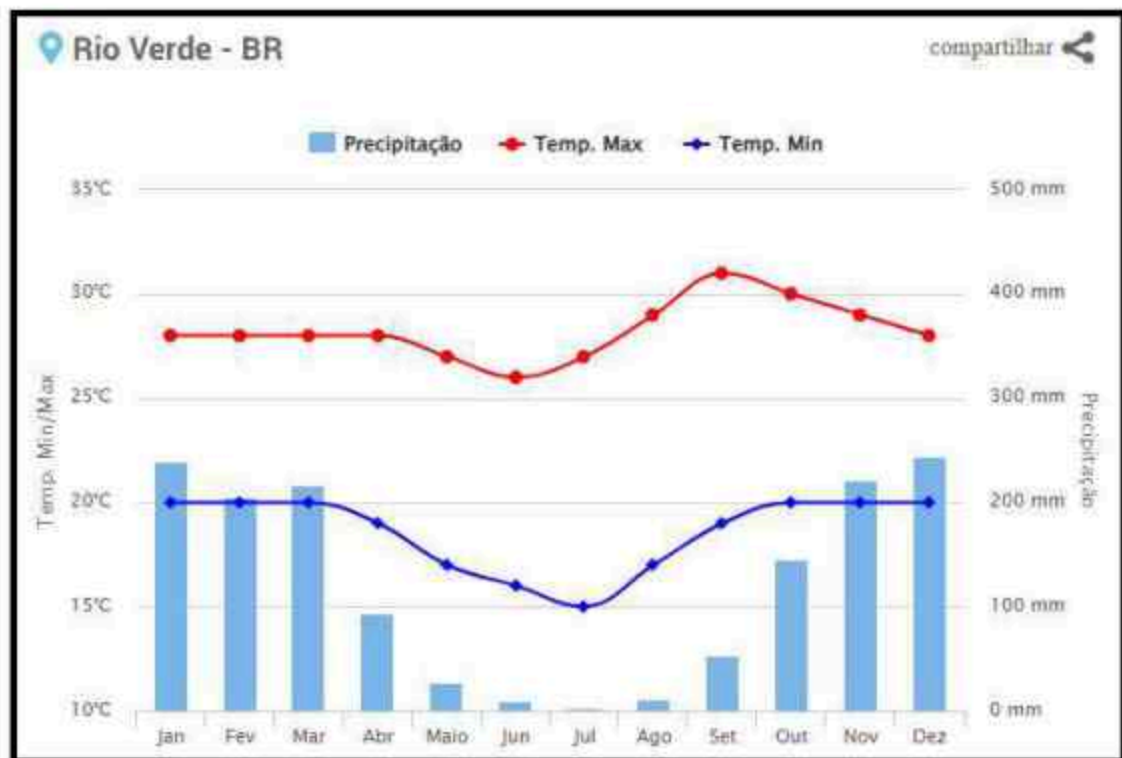 Rio Verde - BR
compartilhar
Precipitação Temp. Max Temp. Min
35°C
30°C
25°C
20°C
15°C
10°C
Temp. Min/Max
500 mm
400 mm
300 mm
200 mm
100 mm
0 mm
Precipitação
Jan Fev Mar Abr Maio Jun Jul Ago Set Out Nov Dez